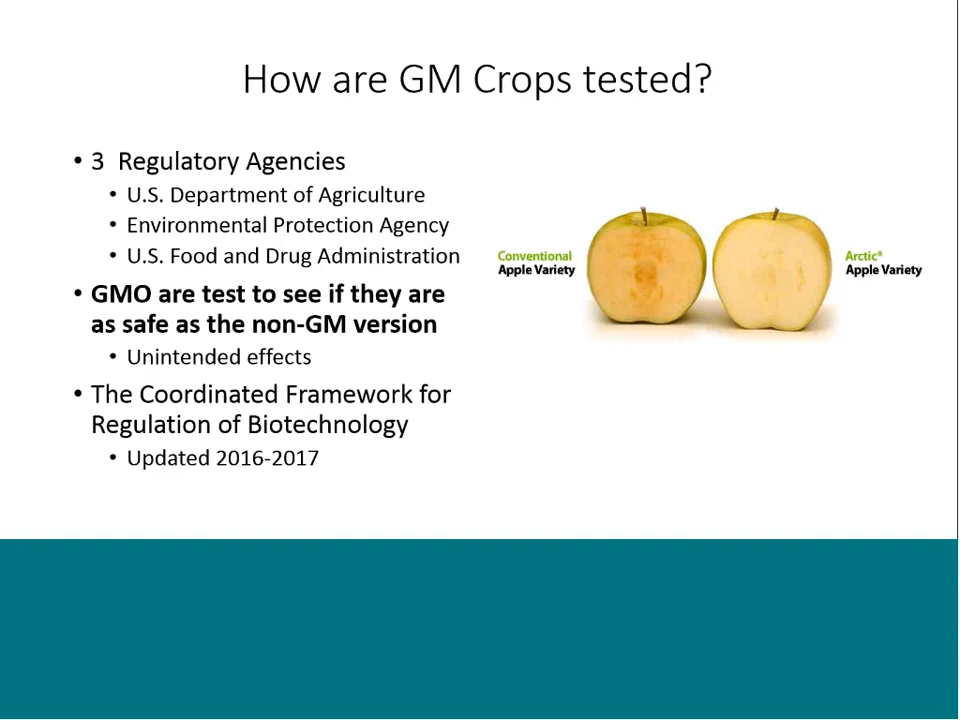 How are GM Crops tested?
• 3 Regulatory Agencies
• U.S. Department of Agriculture
• Environmental Protection Agency
• U.S. Food and Drug Administration
• GMO are test to see if they are
as safe as the non-GM version
• Unintended effects
• The Coordinated Framework for
Regulation of Biotechnology
• Updated 2016-2017
Conventional
Apple Variety
Arctic®
Apple Variety